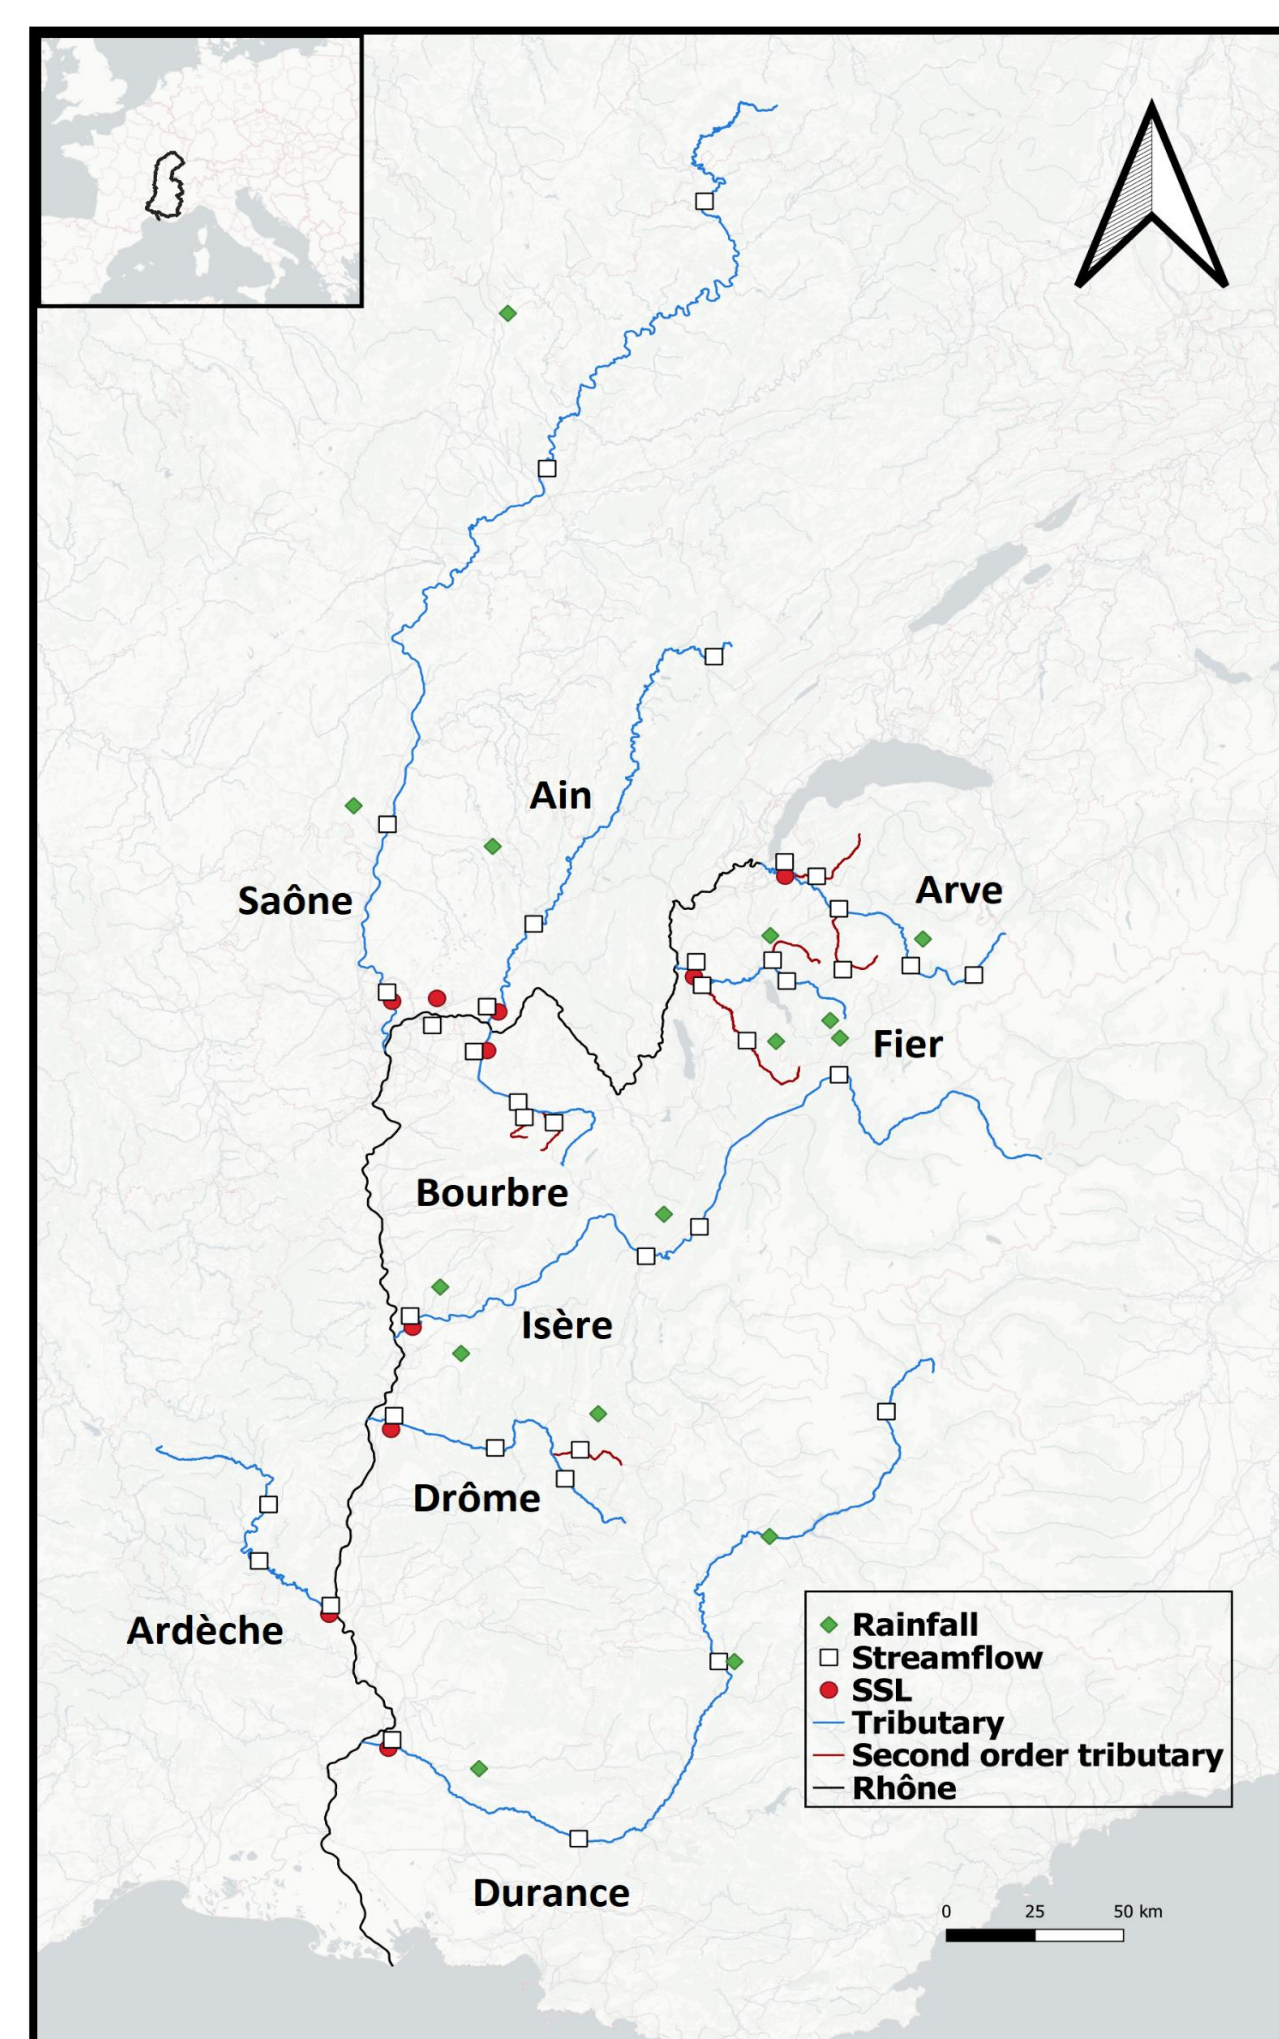 Ain
Saône
Arve
Fier
Bourbre
Isère
Drôme
Ardèche
Rainfall
Streamflow
SSL
Tributary
Second order tributary
Rhône
Durance
0 25 50 km